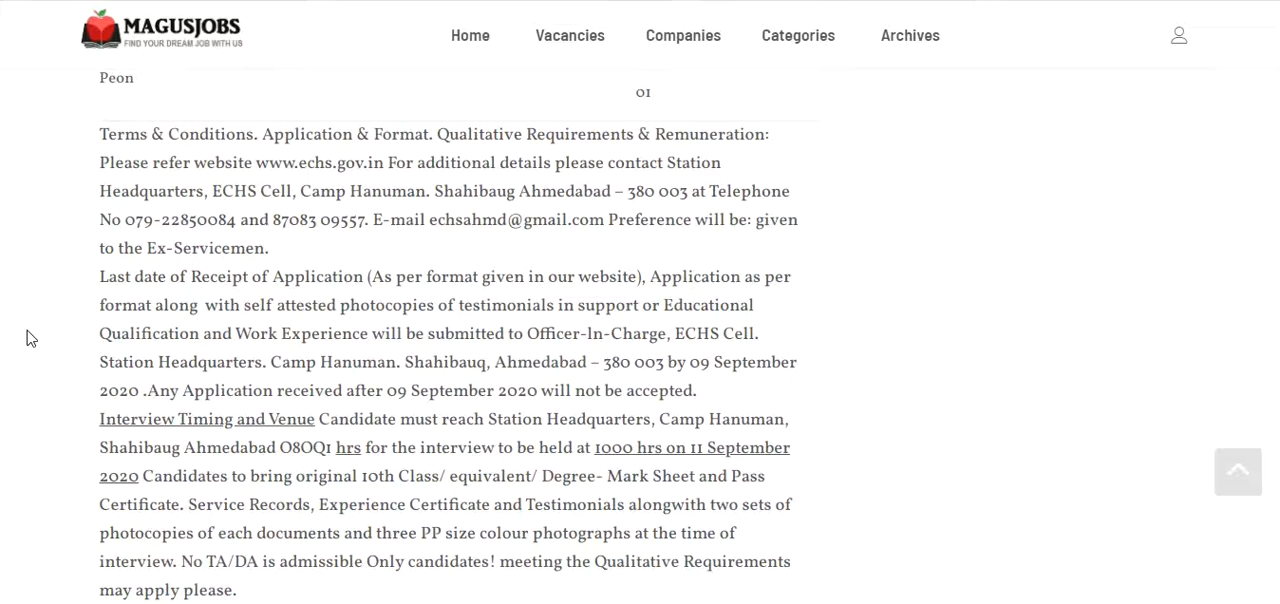 MAGUSJOBS
FIND YOUR DREAM JOB WITH US
Home Vacancies Companies Categories Archives
Peon
01
Terms & Conditions. Application & Format. Qualitative Requirements & Remuneration:
Please refer website www.echs.gov.in For additional details please contact Station
Headquarters, ECHS Cell, Camp Hanuman. Shahibaug Ahmedabad – 380 003 at Telephone
No 079-22850084 and 87083 09557. E-mail echsahmd@gmail.com Preference will be: given
to the Ex-Servicemen.
Last date of Receipt of Application (As per format given in our website), Application as per
format along with self attested photocopies of testimonials in support or Educational
Qualification and Work Experience will be submitted to Officer-In-Charge, ECHS Cell.
Station Headquarters. Camp Hanuman. Shahibauq, Ahmedabad – 380 003 by 09 September
2020 .Any Application received after 09 September 2020 will not be accepted.
Interview Timing and Venue Candidate must reach Station Headquarters, Camp Hanuman,
Shahibaug Ahmedabad O8OQ1 hrs for the interview to be held at 1000 hrs on 11 September
2020 Candidates to bring original 10th Class/ equivalent/ Degree- Mark Sheet and Pass
Certificate. Service Records, Experience Certificate and Testimonials alongwith two sets of
photocopies of each documents and three PP size colour photographs at the time of
interview. No TA/DA is admissible Only candidates! meeting the Qualitative Requirements
may apply please.